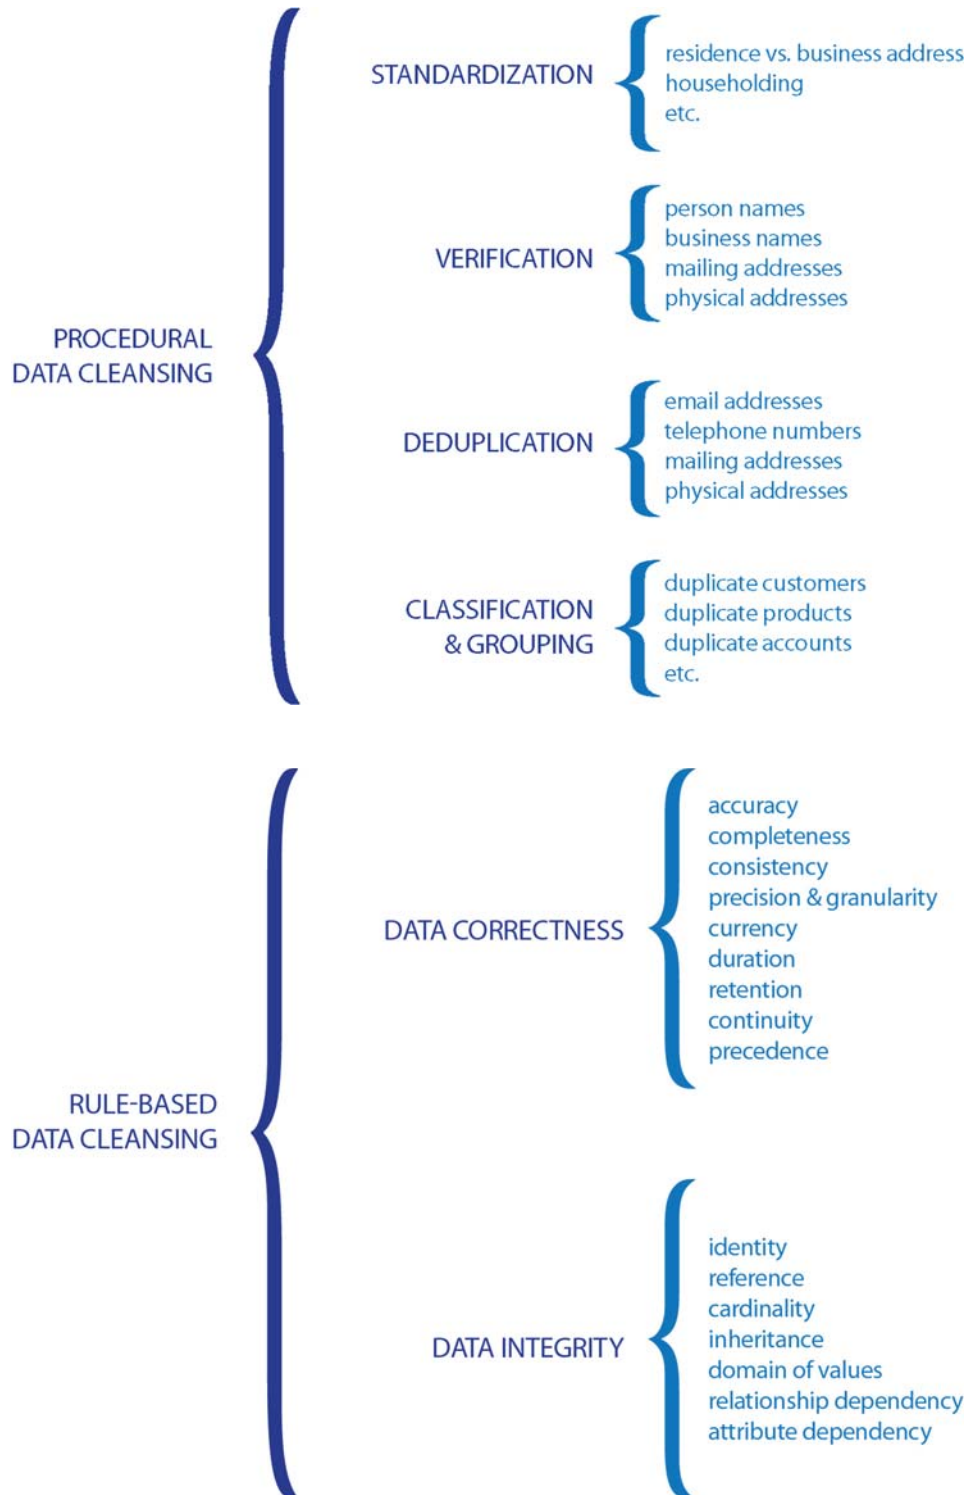 PROCEDURAL
DATA CLEANSING
STANDARDIZATION
residence vs. business address
householding
etc.
VERIFICATION
person names
business names
mailing addresses
physical addresses
DEDUPLICATION
email addresses
telephone numbers
mailing addresses
physical addresses
CLASSIFICATION
& GROUPING
duplicate customers
duplicate products
duplicate accounts
etc.
RULE-BASED
DATA CLEANSING
DATA CORRECTNESS
accuracy
completeness
consistency
precision & granularity
currency
duration
retention
continuity
precedence
DATA INTEGRITY
identity
reference
cardinality
inheritance
domain of values
relationship dependency
attribute dependency